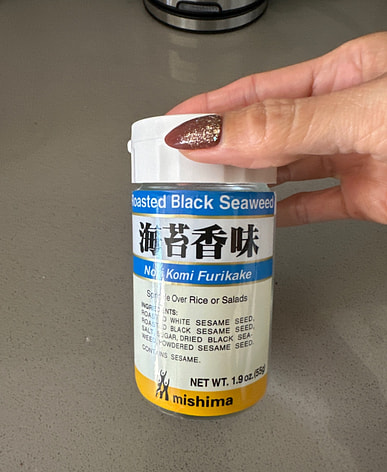 Roasted Black Seaweed
海苔香味
Komi Furikake
Over Rice or Salads
INGREDIENTS:
ROASTED WHITE SESAME SEED,
ROASTED BLACK SESAME SEED,
SALT, SUGAR, DRIED BLACK SEA-
WEED, POWDERED SESAME SEED.
CONTAINS SESAME.
NET WT. 1.9 oz.(55g)
mishima